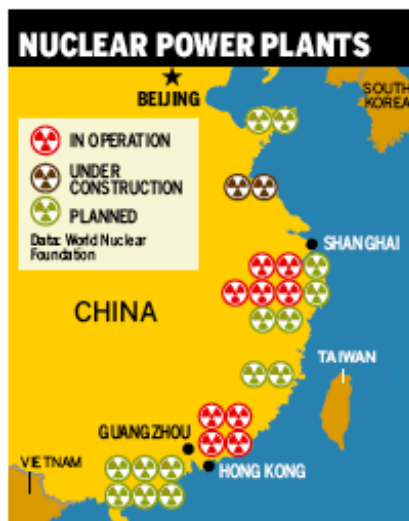 NUCLEAR POWER PLANTS
BEIJING
SOUTH
KOREA
IN OPERATION
UNDER
CONSTRUCTION
PLANNED
Data: World Nuclear
Foundation
SHANGHAI
CHINA
TAIWAN
GUANGZHOU
HONG KONG
VIETNAM